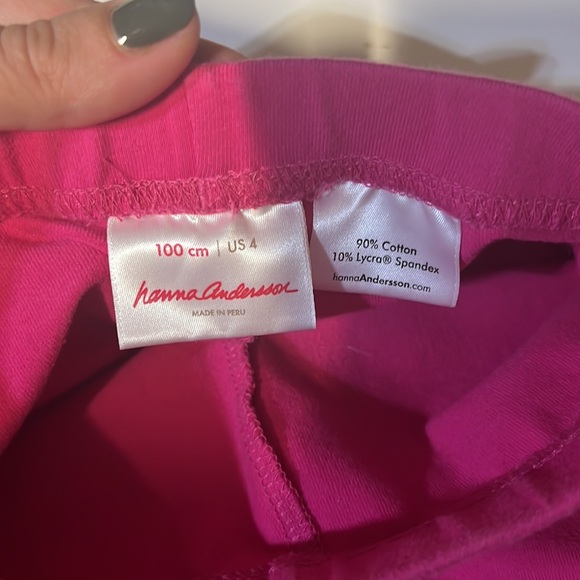 100 cm | US 4
hanna Andersson
MADE IN PERU
90% Cotton
10% Lycra® Spandex
hannaAndersson.com